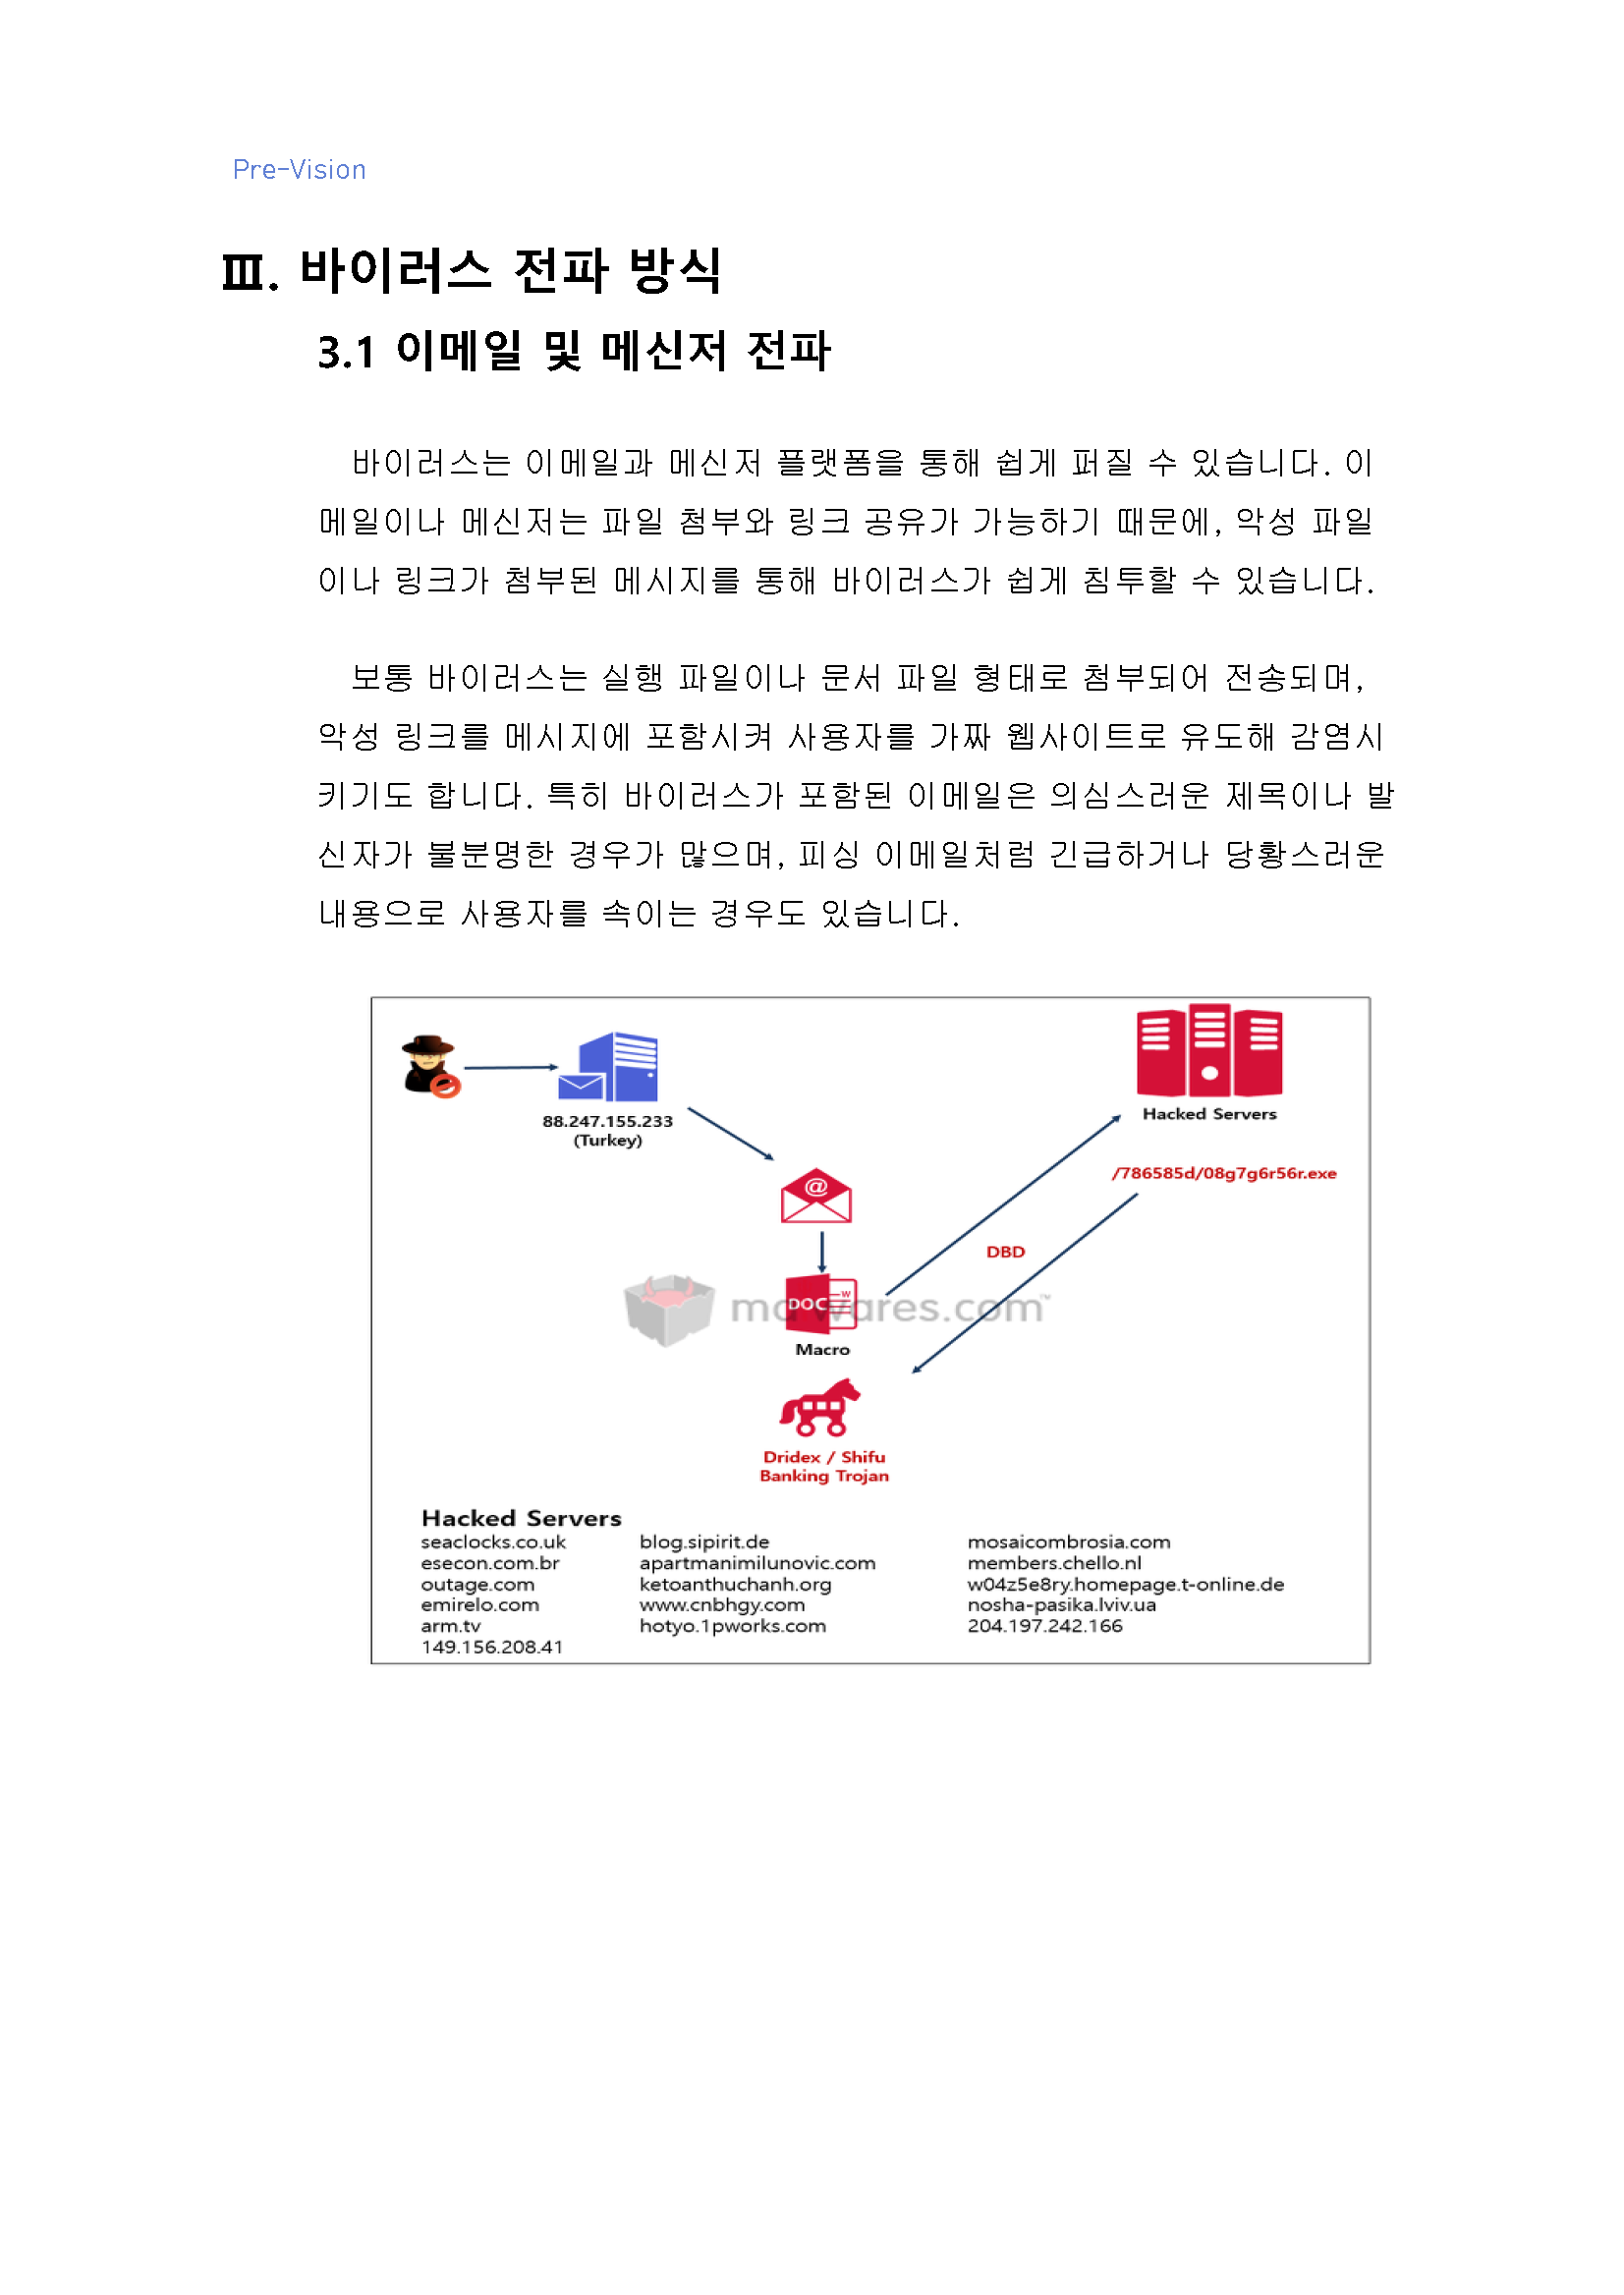 Pre-Vision
Ⅲ. 바이러스 전파 방식
3.1 이메일 및 메신저 전파
바이러스는 이메일과 메신저 플랫폼을 통해 쉽게 퍼질 수 있습니다. 이
메일이나 메신저는 파일 첨부와 링크 공유가 가능하기 때문에, 악성 파일
이나 링크가 첨부된 메시지를 통해 바이러스가 쉽게 침투할 수 있습니다.
보통 바이러스는 실행 파일이나 문서 파일 형태로 첨부되어 전송되며,
악성 링크를 메시지에 포함시켜 사용자를 가짜 웹사이트로 유도해 감염시
키기도 합니다. 특히 바이러스가 포함된 이메일은 의심스러운 제목이나 발
신자가 불분명한 경우가 많으며, 피싱 이메일처럼 긴급하거나 당황스러운
내용으로 사용자를 속이는 경우도 있습니다.
88.247.155.233
(Turkey)
Hacked Servers
/786585d/08g7g6r56r.exe
@
DBD
DOC W
Macro
Dridex / Shifu
Banking Trojan
Hacked Servers
seaclocks.co.uk
esecon.com.br
outage.com
emirelo.com
arm.tv
149.156.208.41
blog.sipirit.de
apartmanimilunovic.com
ketoanthuchanh.org
www.cnbhgy.com
hotyo.1pworks.com
mosaicombrosia.com
members.chello.nl
w04z5e8ry.homepage.t-online.de
nosha-pasika.lviv.ua
204.197.242.166